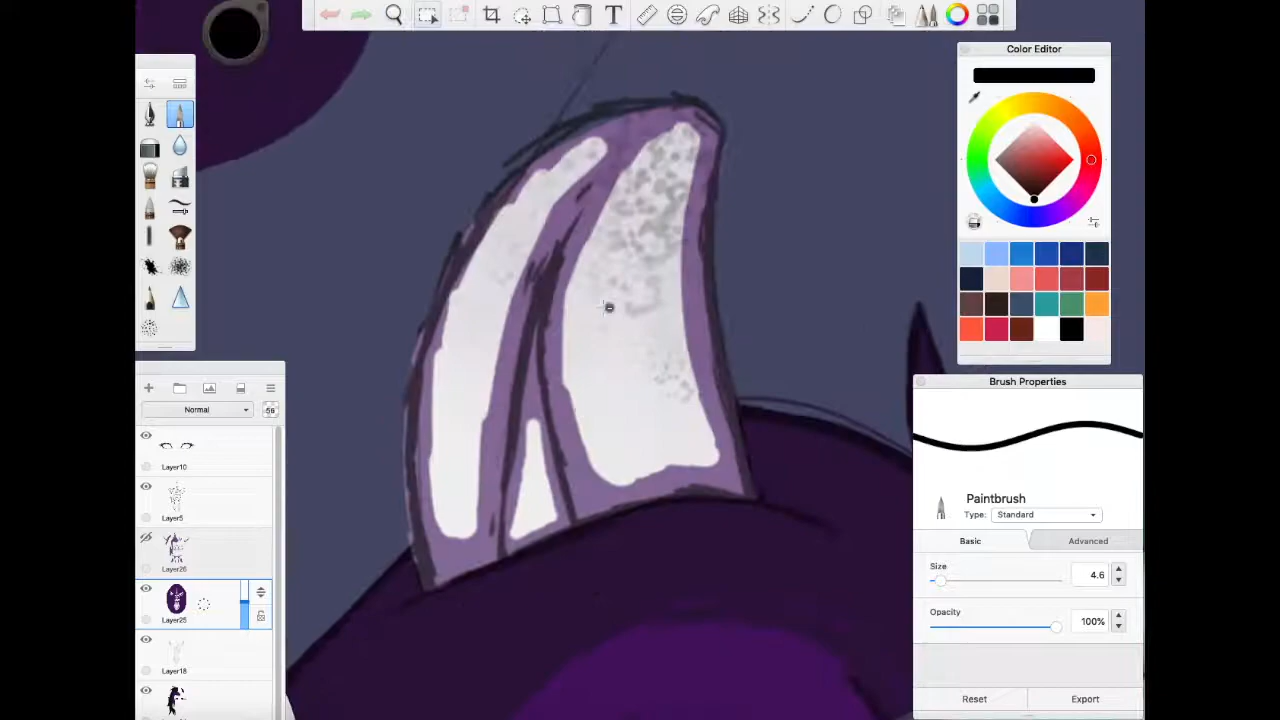 Color Editor
Brush Properties
Paintbrush
Type: Standard
Basic
Advanced
Size
4.6
Opacity
100%
Reset
Export
Normal
Layer10
Layer5
Layer26
Layer25
Layer18